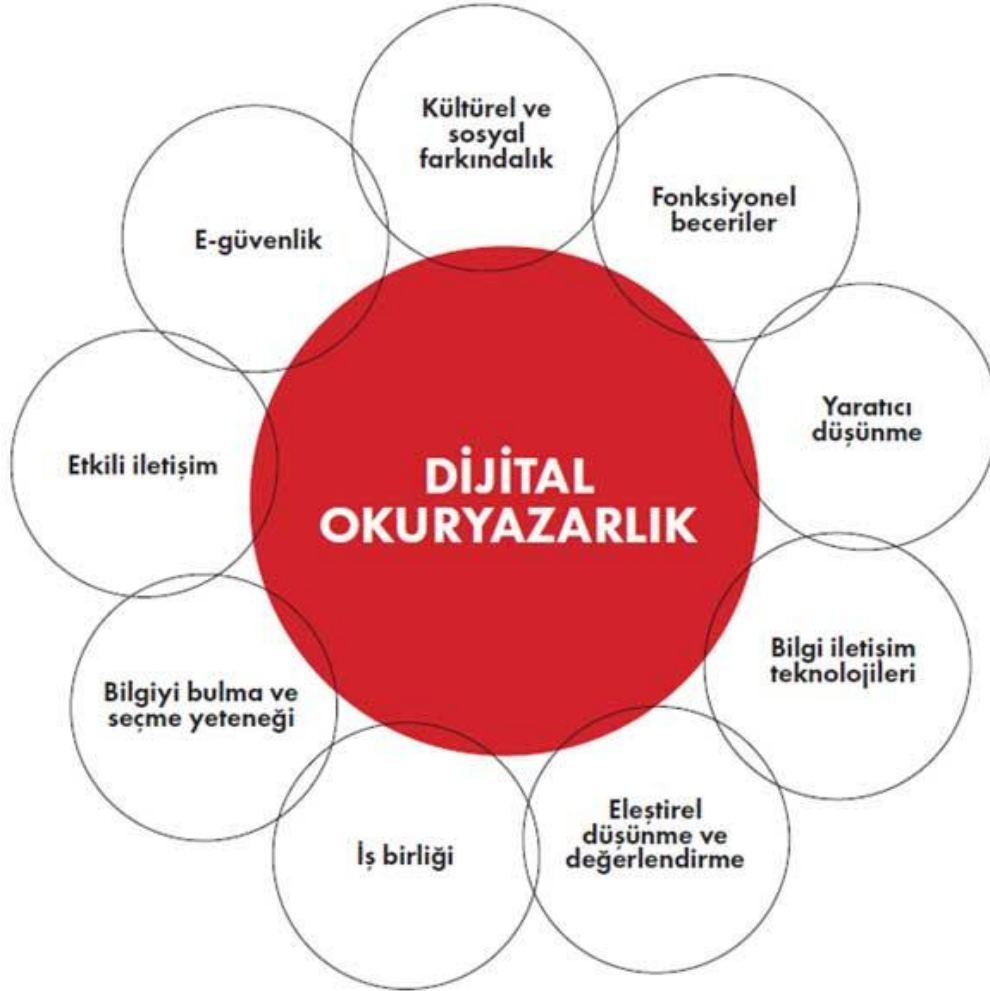 Kültürel ve
sosyal
farkındalık
Fonksiyonel
beceriler
E-güvenlik
Yaratıcı
düşünme
Etkili iletişim
DİJİTAL
OKURYAZARLIK
Bilgi iletisim
teknolojileri
Bilgiyi bulma ve
seçme yeteneği
Eleştirel
düşünme ve
değerlendirme
İş birliği